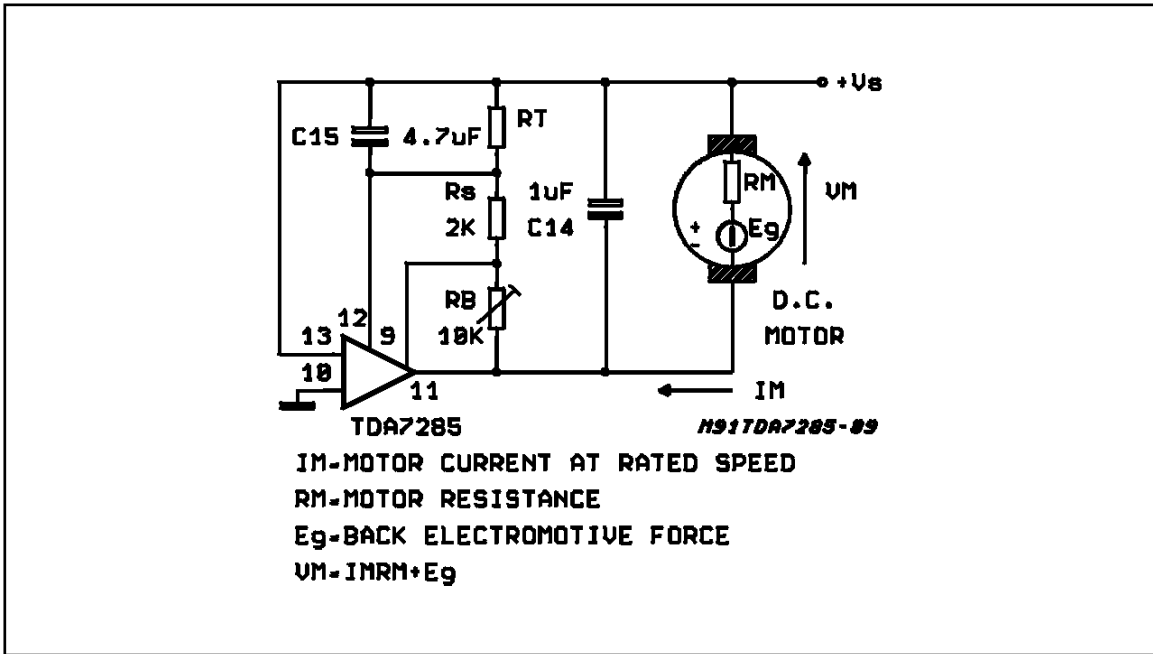 +Vs
C15
4.7uF
RT
RM
VM
Rs
2K
1uF
C14
+
-
Eg
RB
10K
D.C.
MOTOR
12
13
9
10
11
IM
TDA7285
M91TDA7285-09
IM=MOTOR CURRENT AT RATED SPEED
RM=MOTOR RESISTANCE
Eg=BACK ELECTROMOTIVE FORCE
VM=IMRM+Eg